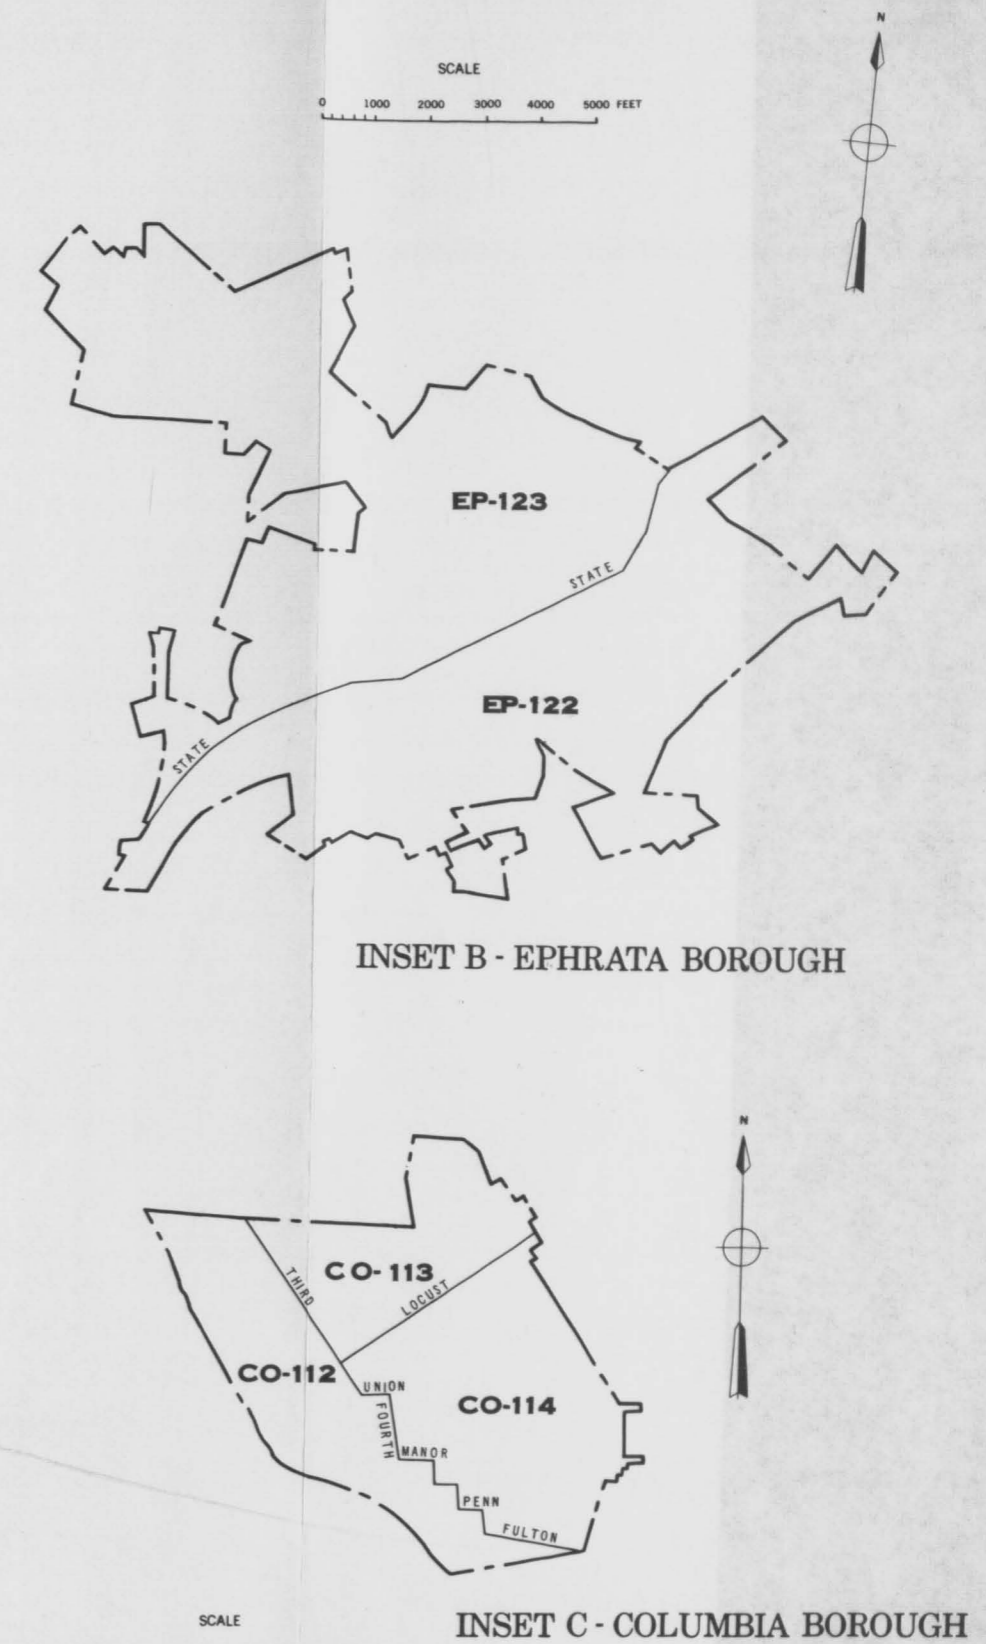 N
SCALE
0 1000 2000 3000 4000 5000 FEET
EP-123
STATE
EP-122
STATE
INSET B - EPHRATA BOROUGH
N
CO-113
THIRD
LOCUST
CO-112
UNION
CO-114
FOURTH
MANOR
PENN
FULTON
SCALE
INSET C - COLUMBIA BOROUGH